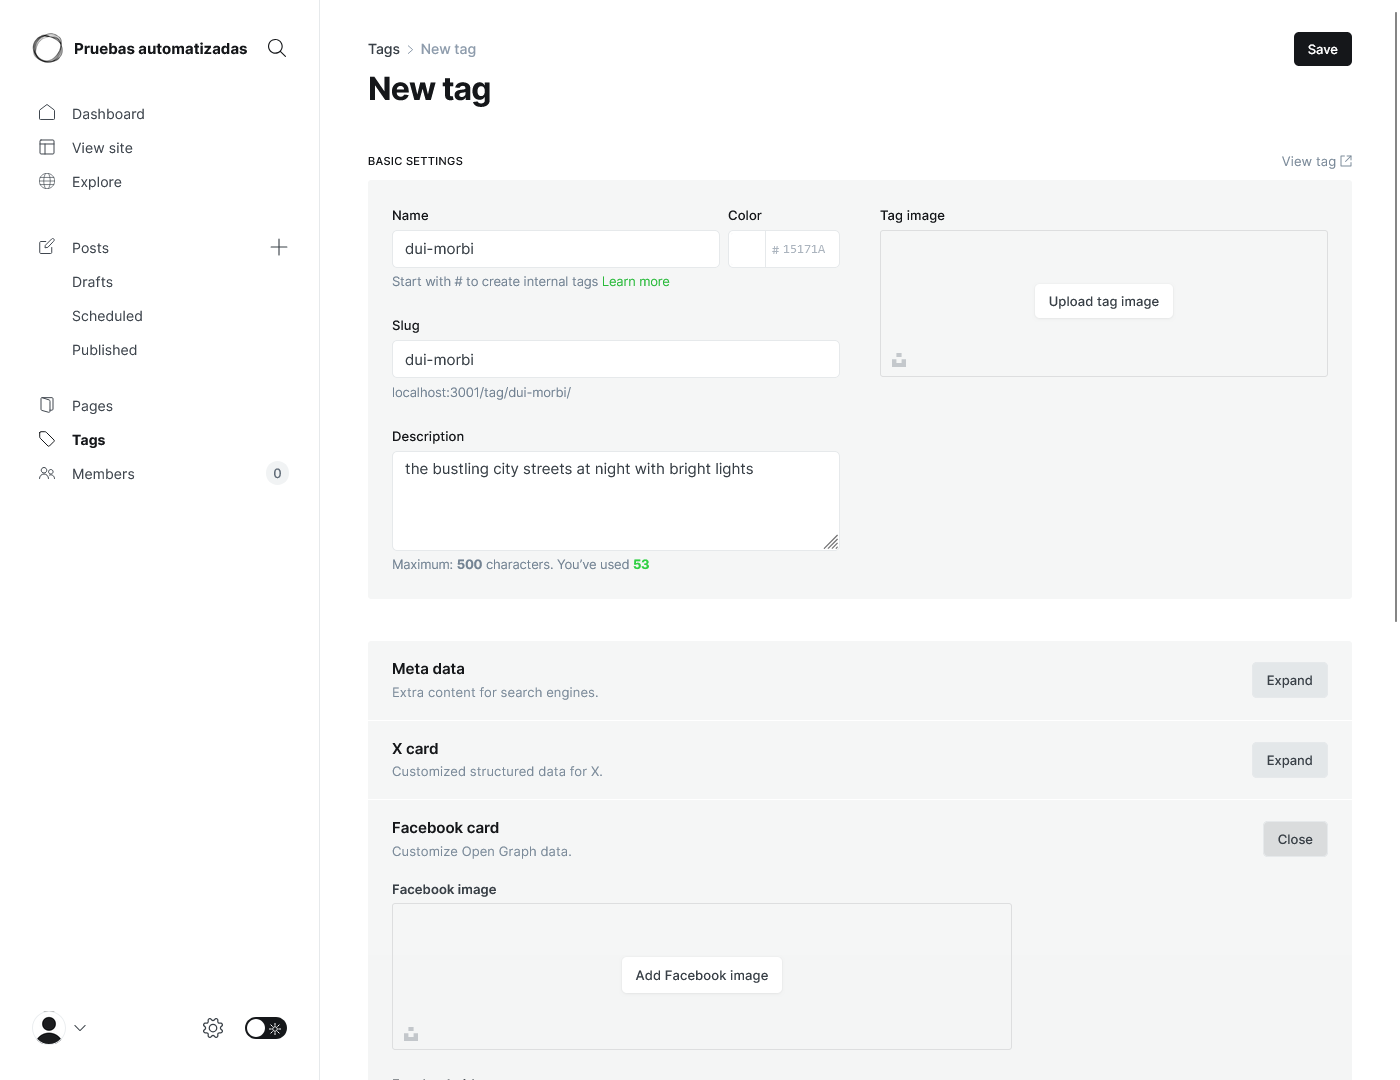 Pruebas automatizadas
Dashboard
View site
Explore
Posts
Drafts
Scheduled
Published
Pages
Tags
Members
0
Tags > New tag
Save
New tag
BASIC SETTINGS
View tag
Name
Color
Tag image
dui-morbi
# 15171A
Start with # to create internal tags Learn more
Upload tag image
Slug
dui-morbi
localhost:3001/tag/dui-morbi/
Description
the bustling city streets at night with bright lights
Maximum: 500 characters. You've used 53
Meta data
Extra content for search engines.
Expand
X card
Customized structured data for X.
Expand
Facebook card
Customize Open Graph data.
Close
Facebook image
Add Facebook image